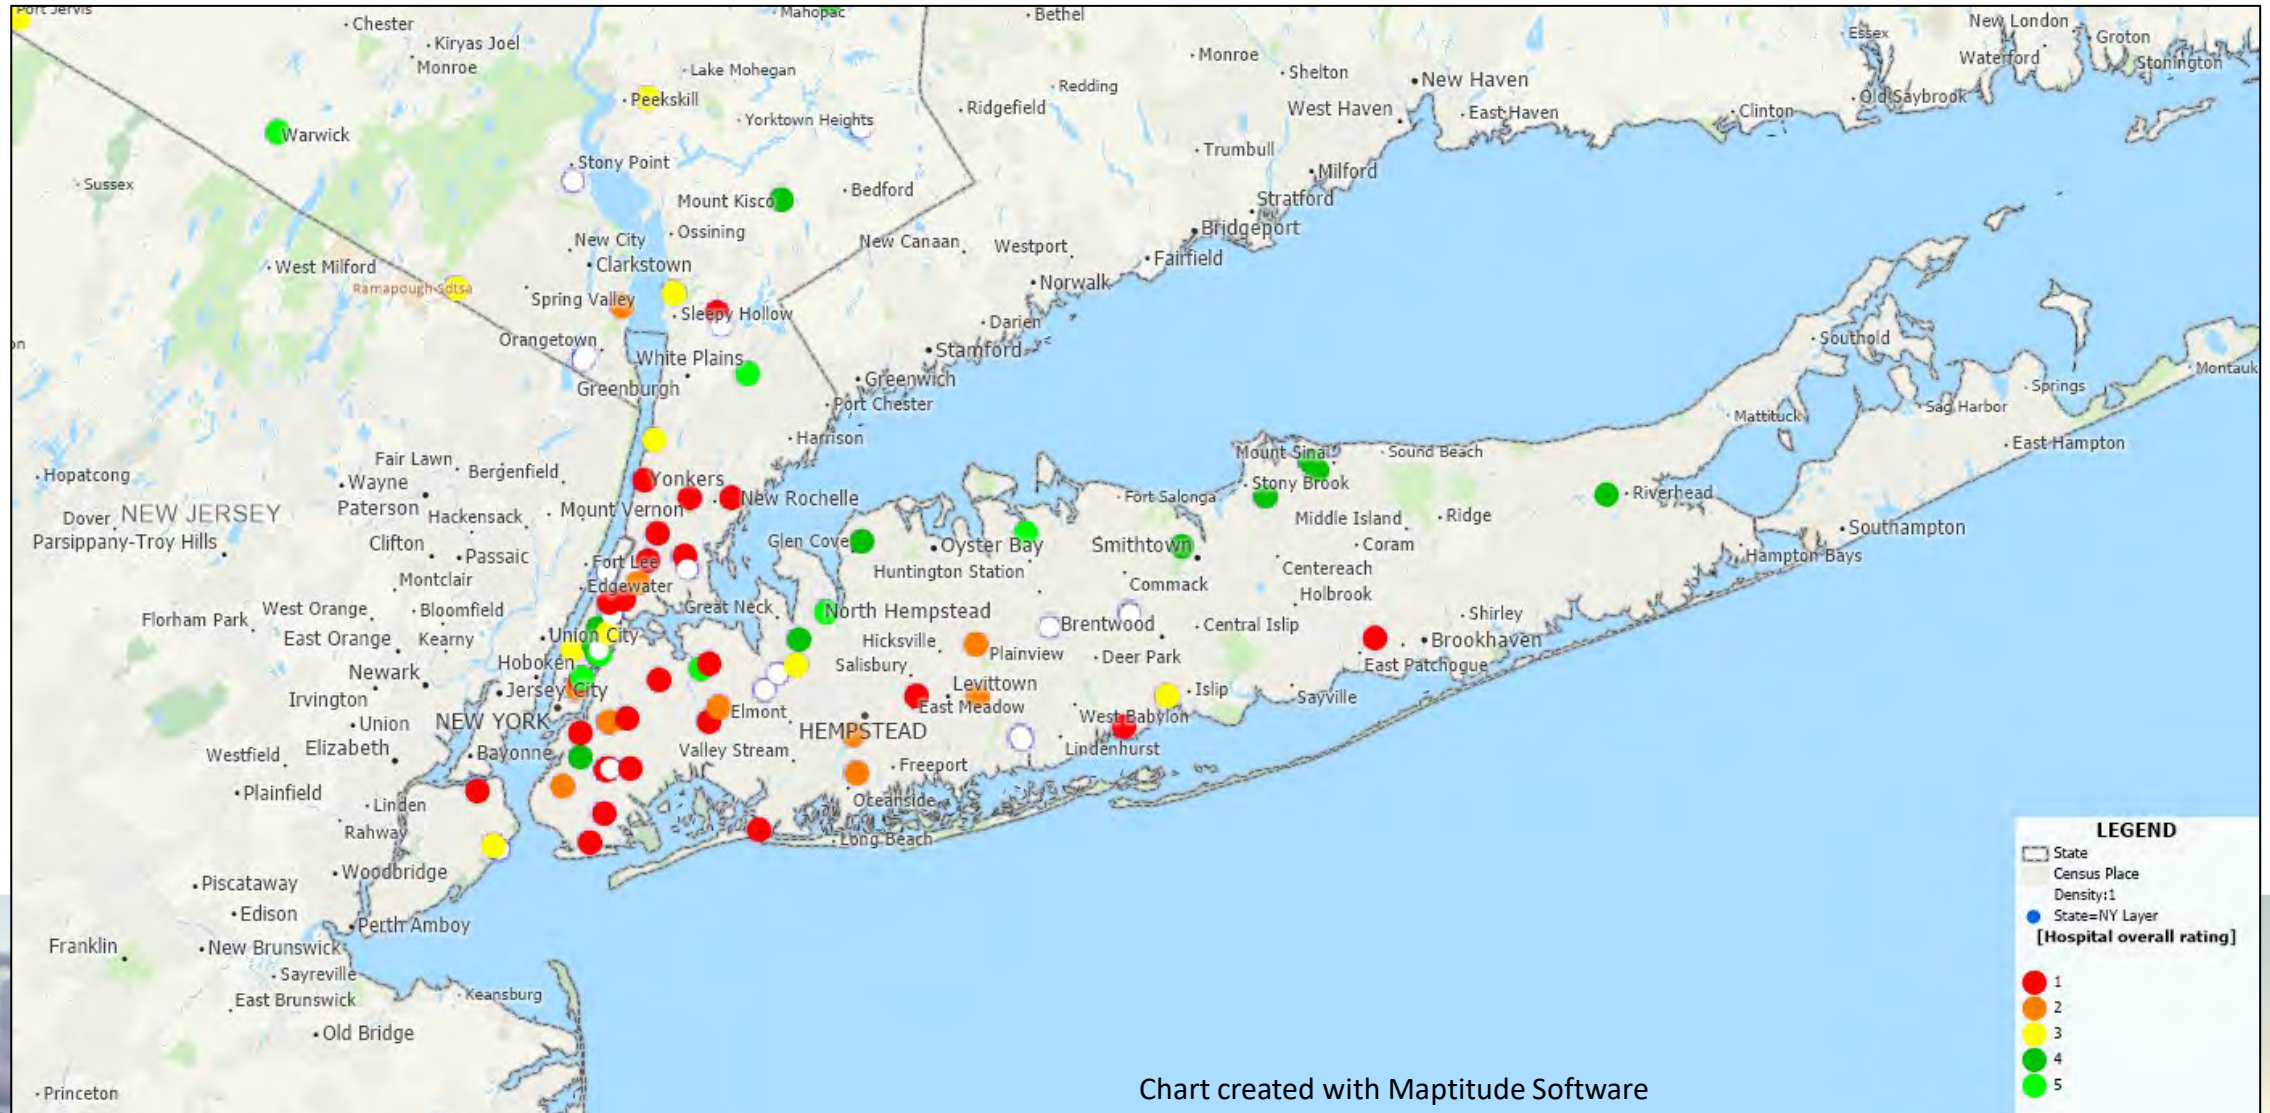 Port Jervis
Chester
Mahopac
Bethel
New London
Kiryas Joel
Essex
Groton
Monroe
Monroe
Waterford
Stonington
Lake Mohegan
Shelton
New Haven
Peekskill
Redding
Ridgefield
West Haven
Old Saybrook
Yorktown Heights
East Haven
Clinton
Warwick
Stony Point
Trumbull
Milford
Sussex
Bedford
Mount Kisco
Stratford
Ossining
Bridgeport
New City
New Canaan
Westport
Clarkstown
Fairfield
West Milford
Ramapough Sdtsa
Norwalk
Spring Valley
Sleepy Hollow
Darien
Orangetown
White Plains
Stamford
Southold
on
Greenburgh
Greenwich
Montauk
Springs
Port Chester
Sag Harbor
Mattituck
Harrison
East Hampton
Fair Lawn
Bergenfield
Mount Sinai
Sound Beach
Hopatcong
Wayne
Yonkers
Stony Brook
Riverhead
Paterson
Mount Vernon
New Rochelle
Fort Salonga
Dover
NEW JERSEY
Hackensack
Middle Island
Ridge
Southampton
Parsippany-Troy Hills
Clifton
Passaic
Glen Cove
Oyster Bay
Smithtown
Coram
Hampton Bays
Fort Lee
Huntington Station
Centereach
Montclair
Edgewater
Commack
Holbrook
Florham Park
West Orange
Bloomfield
Great Neck
North Hempstead
Shirley
East Orange
Kearny
Union City
Hicksville
Brentwood
Central Islip
Brookhaven
Newark
Hoboken
Salisbury
Plainview
Deer Park
East Patchogue
Irvington
Jersey City
Levittown
Islip
Sayville
Union
NEW YORK
Elmont
East Meadow
West Babylon
Westfield
Elizabeth
Bayonne
Valley Stream
HEMPSTEAD
Lindenhurst
Plainfield
Linden
Freeport
Oceanside
Rahway
Long Beach
Woodbridge
Piscataway
Edison
Perth Amboy
Franklin
New Brunswick
Sayreville
Keansburg
East Brunswick
Old Bridge
Princeton
LEGEND
State
Census Place
Density:1
State=NY Layer
[Hospital overall rating]
1
2
3
4
5
Chart created with Maptitude Software